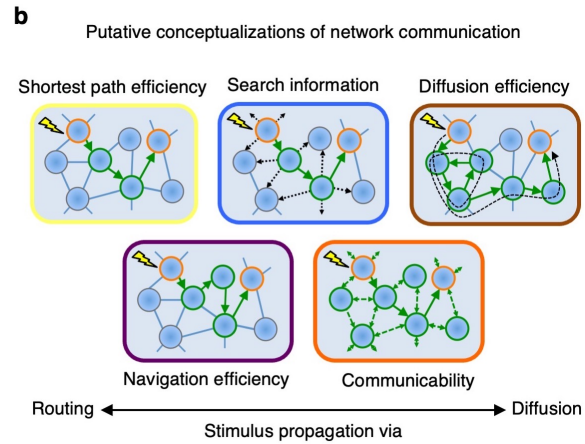 b
Putative conceptualizations of network communication
Shortest path efficiency
Search information
Diffusion efficiency
Navigation efficiency
Communicability
Routing
Diffusion
Stimulus propagation via